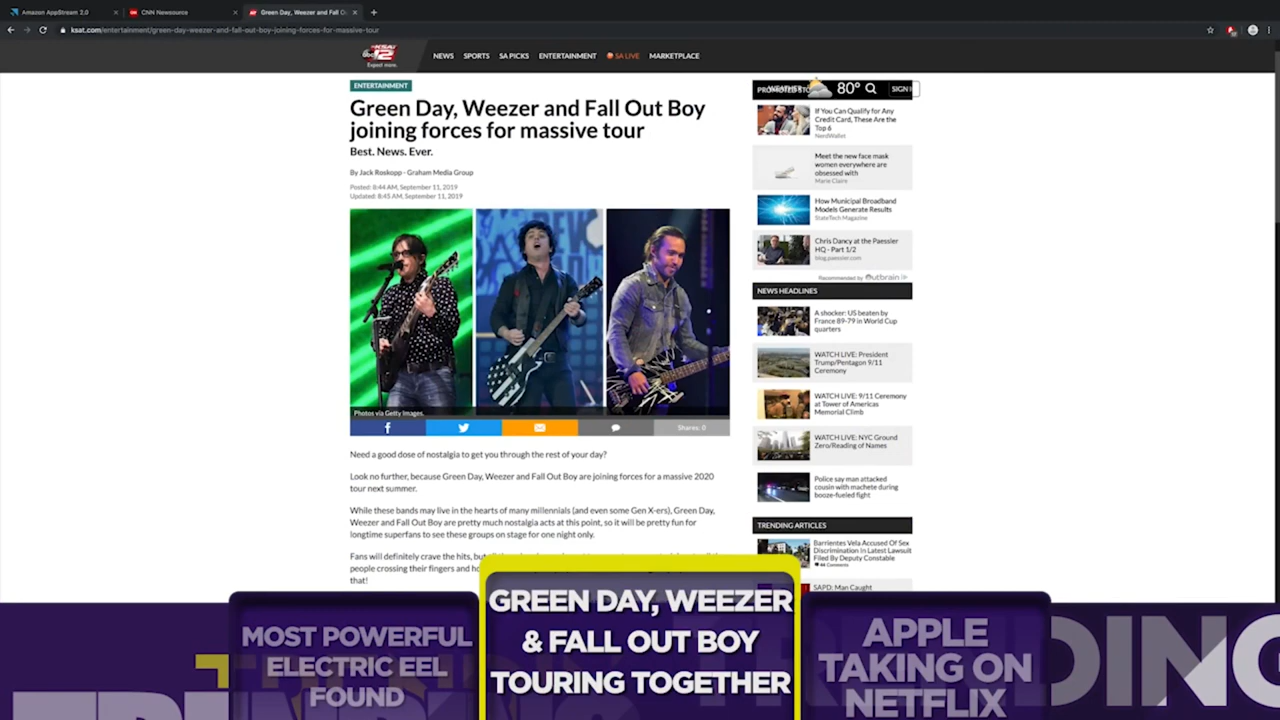 Amazon AppStream 2.0
CNN Newsource
Green Day, Weezer and Fall Ou
ksat.com/entertainment/green-day-weezer-and-fall-out-boy-joining-forces-for-massive-tour
abc KSAT 12
Expect more.
NEWS SPORTS SA PICKS ENTERTAINMENT SA LIVE MARKETPLACE
ENTERTAINMENT
Green Day, Weezer and Fall Out Boy
joining forces for massive tour
Best. News. Ever.
By Jack Roskopp - Graham Media Group
Posted: 8:44 AM, September 11, 2019
Updated: 8:45 AM, September 11, 2019
Photos via Getty Images.
Shares: 0
Need a good dose of nostalgia to get you through the rest of your day?
Look no further, because Green Day, Weezer and Fall Out Boy are joining forces for a massive 2020
tour next summer.
While these bands may live in the hearts of many millennials (and even some Gen X-ers), Green Day,
Weezer and Fall Out Boy are pretty much nostalgia acts at this point, so it will be pretty fun for
longtime superfans to see these groups on stage for one night only.
Fans will definitely crave the hits, but
people crossing their fingers and ho
that!
WEATHER 80° SIGN I
PROMOTED STO
If You Can Qualify for Any
Credit Card, These Are the
Top 6
NerdWallet
Meet the new face mask
women everywhere are
obsessed with
Marie Claire
How Municipal Broadband
Models Generate Results
StateTech Magazine
Chris Dancy at the Paessler
HQ - Part 1/2
blog.paessler.com
Recommended by Outbrain
NEWS HEADLINES
A shocker: US beaten by
France 89-79 in World Cup
quarters
WATCH LIVE: President
Trump/Pentagon 9/11
Ceremony
WATCH LIVE: 9/11 Ceremony
at Tower of Americas
Memorial Climb
WATCH LIVE: NYC Ground
Zero/Reading of Names
Police say man attacked
cousin with machete during
booze-fueled fight
TRENDING ARTICLES
Barrientes Vela Accused Of Sex
Discrimination In Latest Lawsuit
Filed By Deputy Constable
44 Comments
SAPD: Man Caught
MOST POWERFUL
ELECTRIC EEL
FOUND
GREEN DAY, WEEZER
& FALL OUT BOY
TOURING TOGETHER
APPLE
TAKING ON
NETFLIX
TRENDING